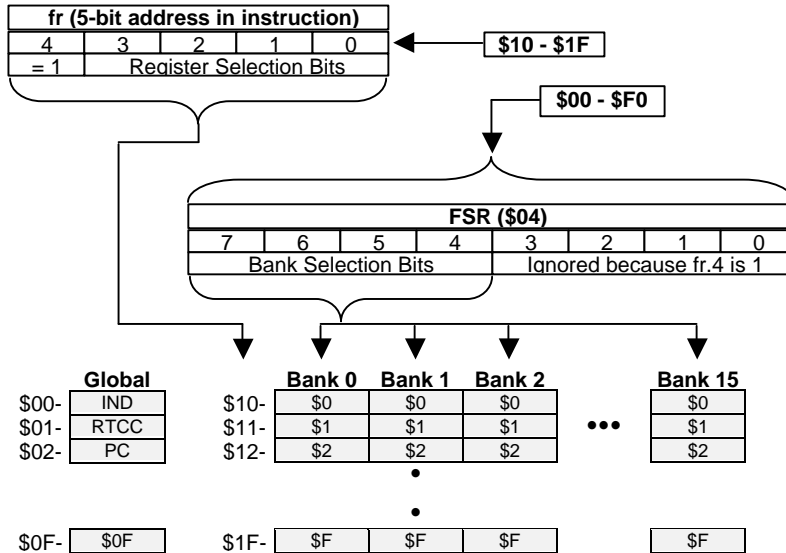 fr (5-bit address in instruction)
4 3 2 1 0
= 1 Register Selection Bits
$10 - $1F
$00 - $F0
FSR ($04)
7 6 5 4 3 2 1 0
Bank Selection Bits Ignored because fr.4 is 1
Global Bank 0 Bank 1 Bank 2 Bank 15
$00- IND $10- $0 $0 $0 $0
$01- RTCC $11- $1 $1 $1 ••• $1
$02- PC $12- $2 $2 $2 $2
$0F- $0F $1F- $F $F $F $F